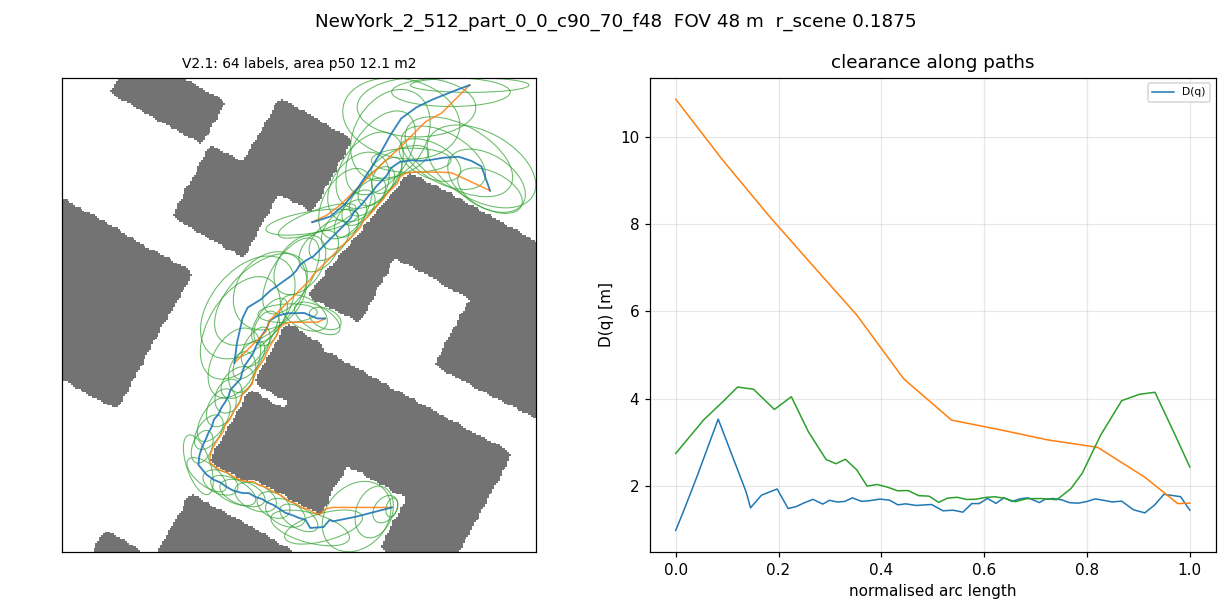 NewYork_2_512_part_0_0_c90_70_f48  FOV 48 m  r_scene 0.1875
V2.1: 64 labels, area p50 12.1 m2
clearance along paths
D(q)
D(q) [m]
10
8
6
4
2
0.0 0.2 0.4 0.6 0.8 1.0
normalised arc length